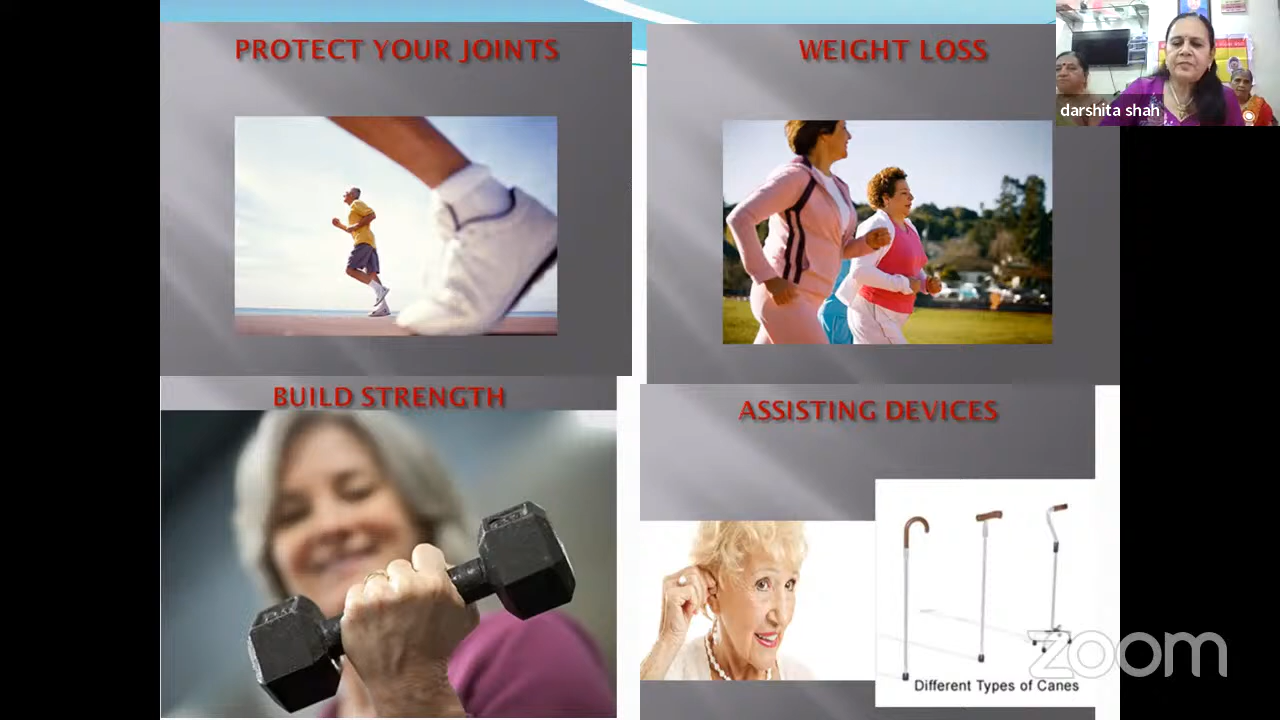 PROTECT YOUR JOINTS
WEIGHT LOSS
darshita shah
BUILD STRENGTH
ASSISTING DEVICES
Different Types of Canes
zoom